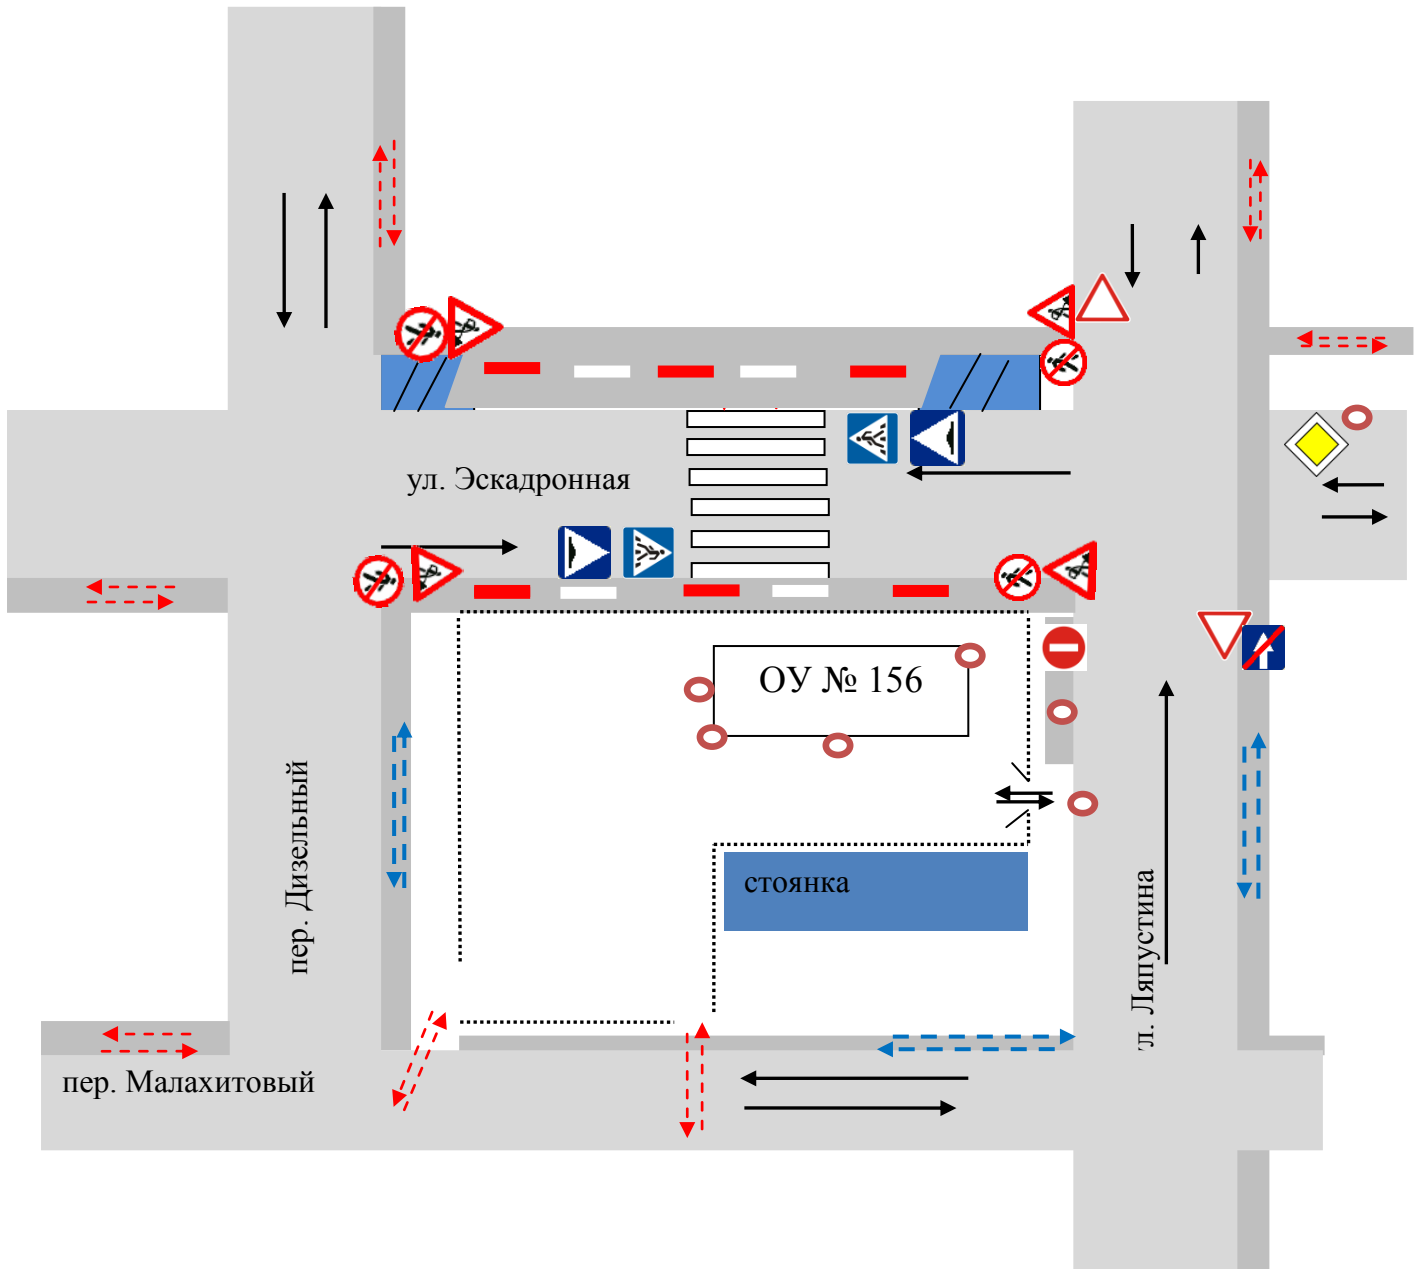 ул. Эскадронная
ОУ № 156
пер. Дизельный
стоянка
ул. Ляпустина
пер. Малахитовый